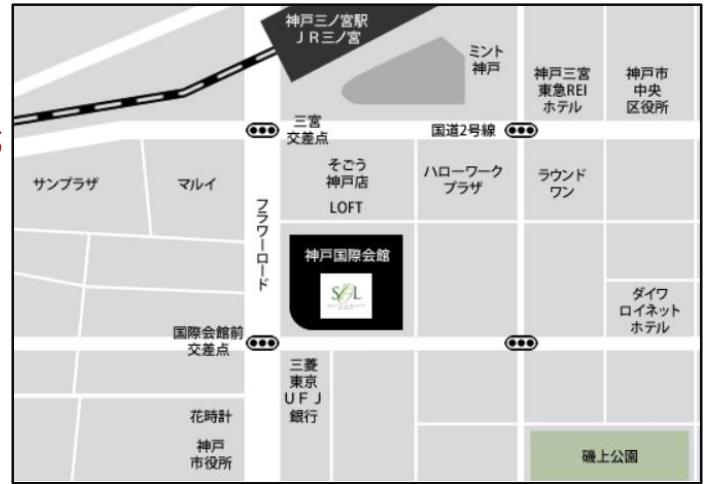 神戸三ノ宮駅
ＪＲ三ノ宮
ミント
神戸
神戸三宮
東急REI
ホテル
神戸市
中央
区役所
三宮
交差点
国道2号線
S
サンプラザ
マルイ
そごう
神戸店
LOFT
ハローワーク
プラザ
ラウンド
ワン
フラワーロード
神戸国際会館
SOL
ダイワ
ロイネット
ホテル
国際会館前
交差点
三菱
東京
ＵＦＪ
銀行
花時計
神戸
市役所
磯上公園